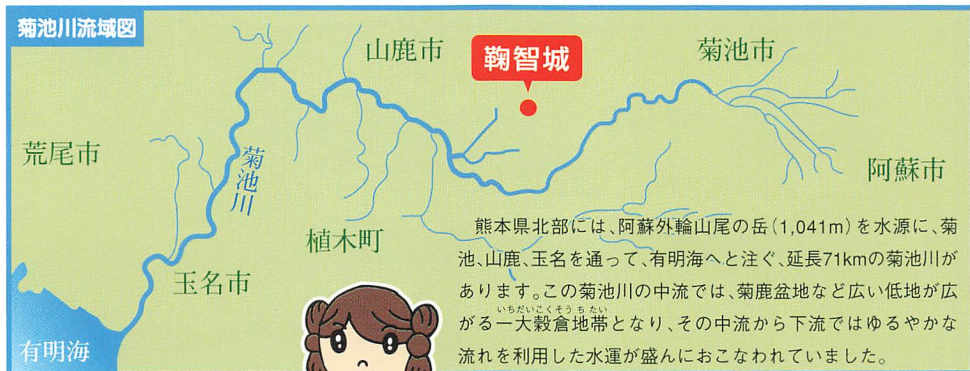 菊池川流域図
山鹿市
鞠智城
菊池市
荒尾市
菊池川
阿蘇市
植木町
玉名市
有明海
熊本県北部には、阿蘇外輪山尾の岳(1,041m)を水源に、菊
池、山鹿、玉名を通って、有明海へと注ぐ、延長71kmの菊池川が
あります。この菊池川の中流では、菊鹿盆地など広い低地が広
いちだいこくそうちたい
がる一大穀倉地帯となり、その中流から下流ではゆるやかな
流れを利用した水運が盛んにおこなわれていました。